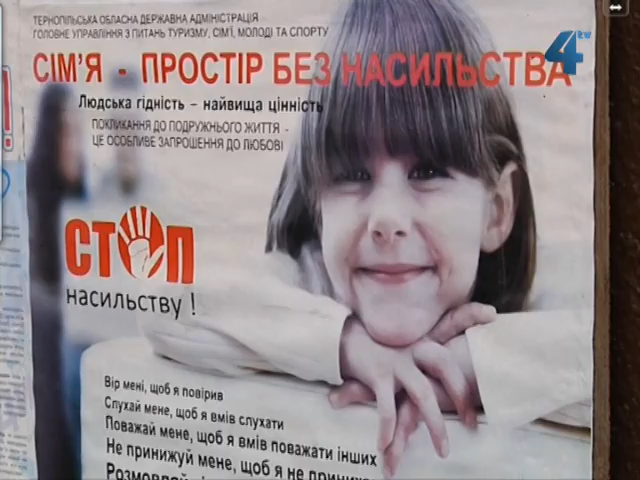 ТЕРНОПІЛЬСЬКА ОБЛАСНА ДЕРЖАВНА АДМІНІСТРАЦІЯ
ГОЛОВНЕ УПРАВЛІННЯ З ПИТАНЬ ТУРИЗМУ, СІМ'Ї, МОЛОДІ ТА СПОРТУ
4 tv
СІМ'Я - ПРОСТІР БЕЗ НАСИЛЬСТВА
Людська гідність – найвища цінність
ПОКЛИКАННЯ ДО ПОДРУЖНЬОГО ЖИТТЯ -
ЦЕ ОСОБЛИВЕ ЗАПРОШЕННЯ ДО ЛЮБОВІ
СТОП
насильству !
Вір мені, щоб я повірив
Слухай мене, щоб я вмів слухати
Поважай мене, щоб я вмів поважати інших
Не принижуй мене, щоб я не